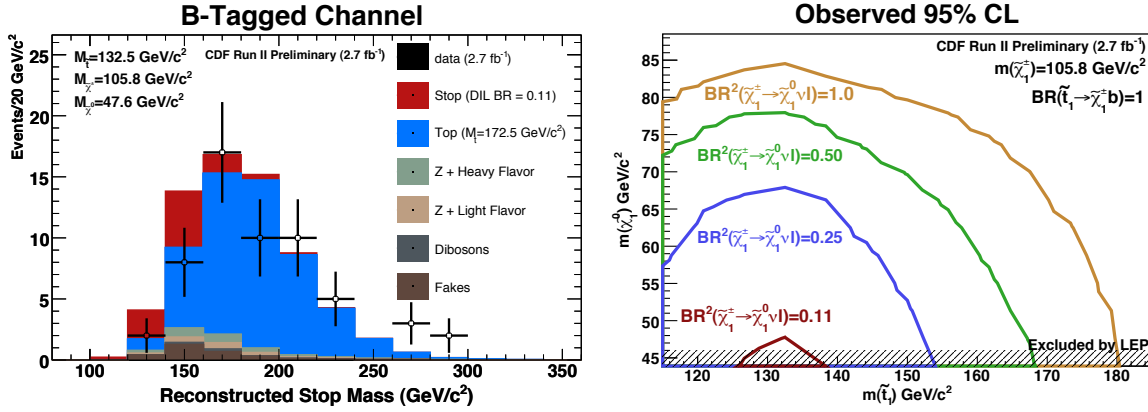 B-Tagged Channel
Events/20 GeV/c²
25
20
15
10
5
0
M_t̃=132.5 GeV/c²
M_χ̃±=105.8 GeV/c²
M_χ̃⁰=47.6 GeV/c²
CDF Run II Preliminary (2.7 fb⁻¹)
data (2.7 fb⁻¹)
Stop (DIL BR = 0.11)
Top (M_t=172.5 GeV/c²)
Z + Heavy Flavor
Z + Light Flavor
Dibosons
Fakes
100 150 200 250 300 350
Reconstructed Stop Mass (GeV/c²)
Observed 95% CL
m(χ̃₁⁰) GeV/c²
90
85
80
75
70
65
60
55
50
45
CDF Run II Preliminary (2.7 fb⁻¹)
m(χ̃₁±)=105.8 GeV/c²
BR(t̃₁→χ̃₁±b)=1
BR²(χ̃₁±→χ̃₁⁰νl)=1.0
BR²(χ̃₁±→χ̃₁⁰νl)=0.50
BR²(χ̃₁±→χ̃₁⁰νl)=0.25
BR²(χ̃₁±→χ̃₁⁰νl)=0.11
Excluded by LEP
120 130 140 150 160 170 180
m(t̃₁) GeV/c²